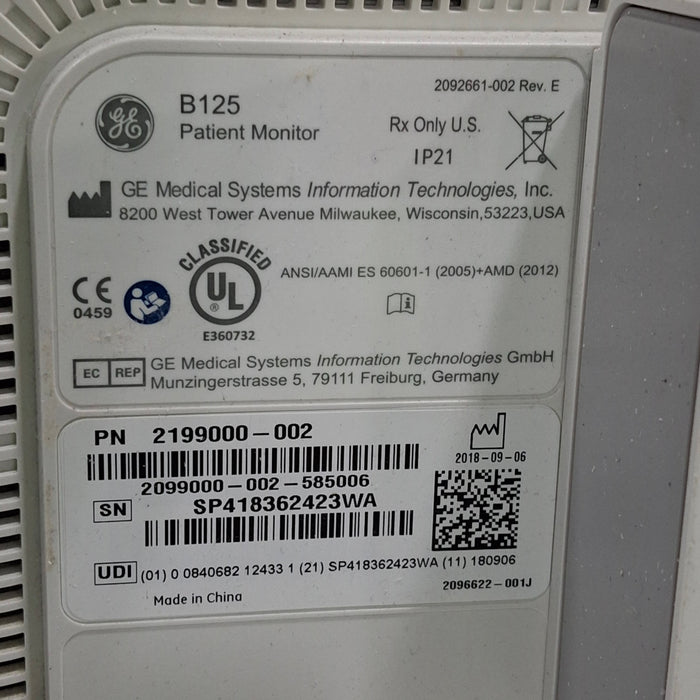 2092661-002 Rev. E
GE
B125
Patient Monitor
Rx Only U.S.
IP21
GE Medical Systems Information Technologies, Inc.
8200 West Tower Avenue Milwaukee, Wisconsin,53223,USA
CE
0459
CLASSIFIED
UL
®
E360732
ANSI/AAMI ES 60601-1 (2005)+AMD (2012)
i
EC REP
GE Medical Systems Information Technologies GmbH
Munzingerstrasse 5, 79111 Freiburg, Germany
PN 2199000-002
2099000-002-585006
2018-09-06
SN SP418362423WA
UDI (01) 0 0840682 12433 1 (21) SP418362423WA (11) 180906
2096622-001J
Made in China